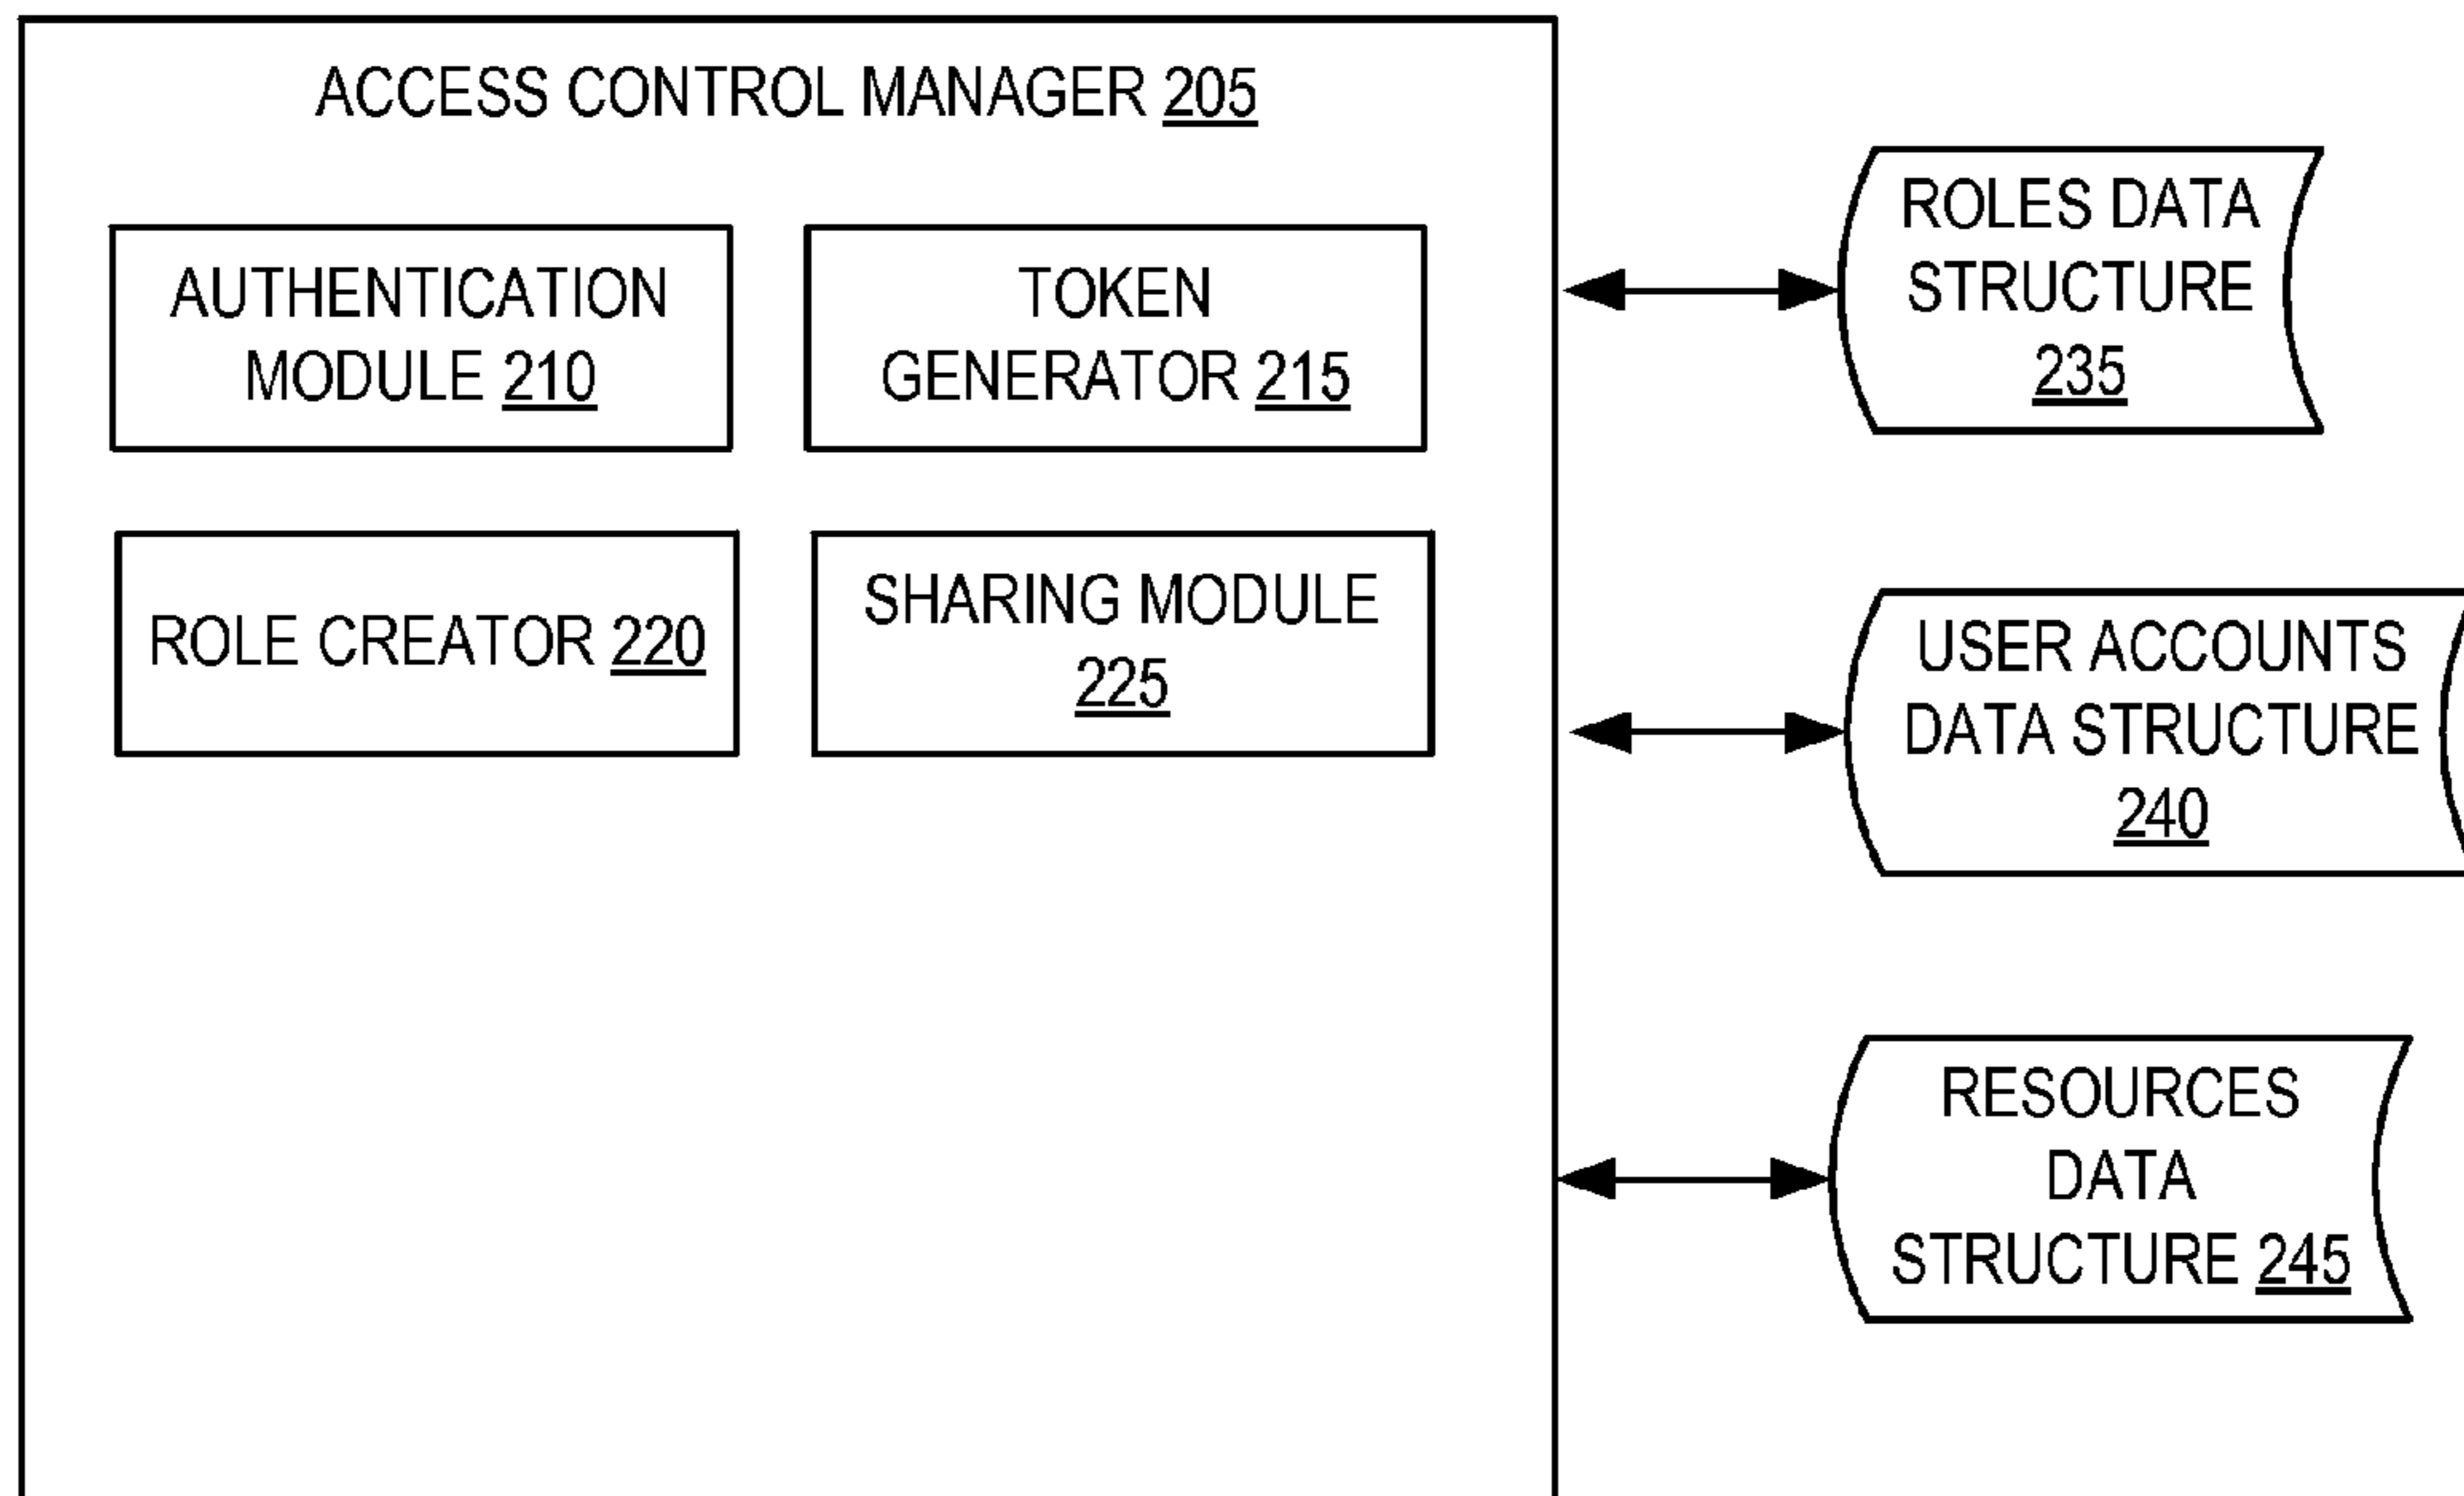 ACCESS CONTROL MANAGER 205
AUTHENTICATION
MODULE 210
TOKEN
GENERATOR 215
ROLE CREATOR 220
SHARING MODULE
225
ROLES DATA
STRUCTURE
235
USER ACCOUNTS
DATA STRUCTURE
240
RESOURCES
DATA
STRUCTURE 245